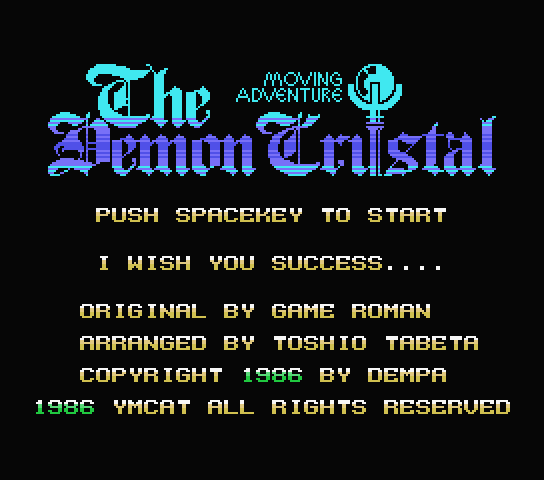 The
MOVING
ADVENTURE
Demon Cristal
PUSH SPACEKEY TO START
I WISH YOU SUCCESS....
ORIGINAL BY GAME ROMAN
ARRANGED BY TOSHIO TABETA
COPYRIGHT 1986 BY DEMPA
1986 YMCAT ALL RIGHTS RESERVED